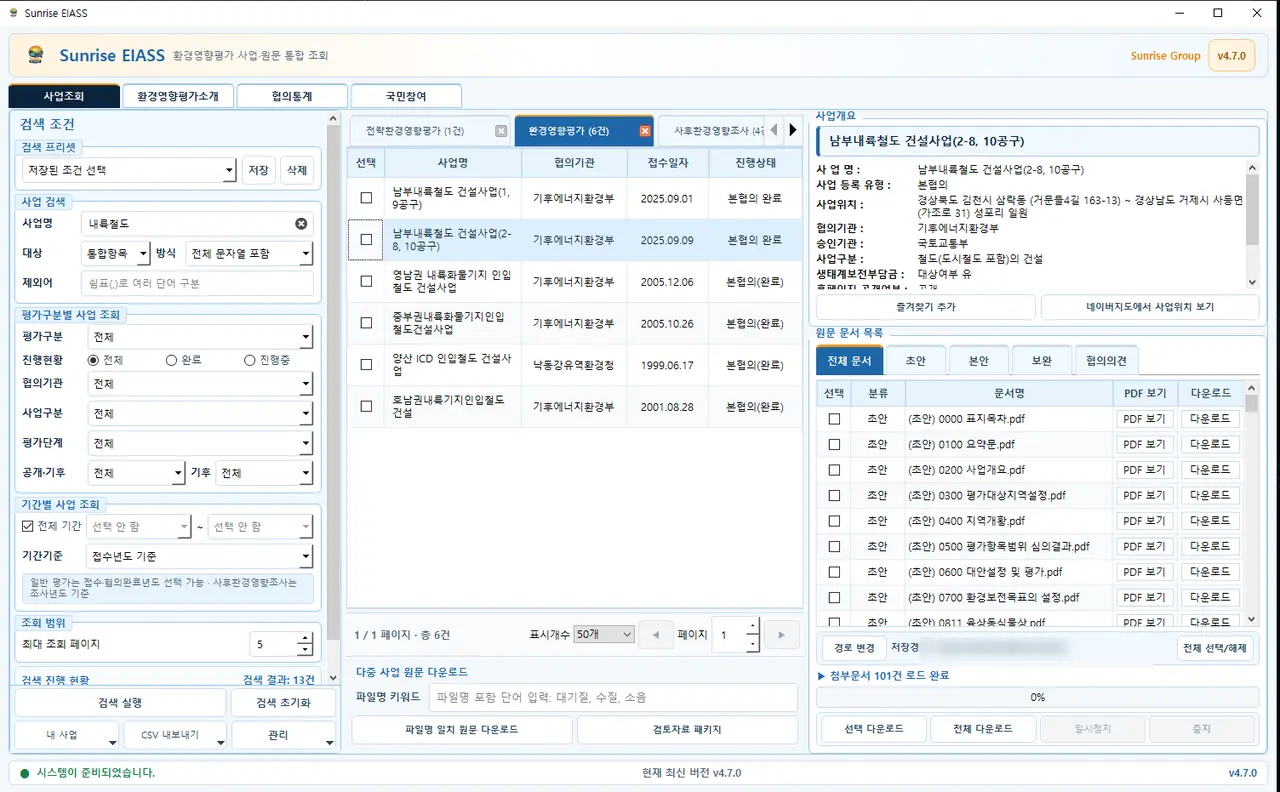 Sunrise EIASS
Sunrise EIASS 환경영향평가 사업·원문 통합 조회
Sunrise Group v4.7.0
사업조회 환경영향평가소개 협의통계 국민참여
검색 조건
검색 프리셋
저장된 조건 선택 저장 삭제
사업 검색
사업명 내륙철도
대상 통합항목 방식 전체 문자열 포함
제외어 쉼표(,)로 여러 단어 구분
평가구분별 사업 조회
평가구분 전체
진행현황 전체 완료 진행중
협의기관 전체
사업구분 전체
평가단계 전체
공개·기후 전체 기후 전체
기간별 사업 조회
전체 기간 선택 안 함 ~ 선택 안 함
기간기준 접수년도 기준
일반 평가는 접수·협의완료년도 선택 가능 · 사후환경영향조사는
조사년도 기준
조회 범위
최대 조회 페이지 5
검색 진행 현황 검색 결과: 13건
검색 실행 검색 초기화
내 사업 CSV 내보내기 관리
전략환경영향평가 (1건) 환경영향평가 (6건) 사후환경영향조사 (4
선택 사업명 협의기관 접수일자 진행상태
남부내륙철도 건설사업(1,
9공구) 기후에너지환경부 2025.09.01 본협의 완료
남부내륙철도 건설사업(2-
8, 10공구) 기후에너지환경부 2025.09.09 본협의 완료
영남권 내륙화물기지 인입
철도 건설사업 기후에너지환경부 2005.12.06 본협의(완료)
중부권내륙화물기지인입
철도건설사업 기후에너지환경부 2005.10.26 본협의(완료)
양산 ICD 인입철도 건설사
업 낙동강유역환경청 1999.06.17 본협의(완료)
호남권내륙기지인입철도
건설 기후에너지환경부 2001.08.28 본협의(완료)
1 / 1 페이지 · 총 6건 표시개수 50개 페이지 1
다중 사업 원문 다운로드
파일명 키워드 파일명 포함 단어 입력: 대기질, 수질, 소음
파일명 일치 원문 다운로드 검토자료 패키지
사업개요
남부내륙철도 건설사업(2-8, 10공구)
사 업 명 : 남부내륙철도 건설사업(2-8, 10공구)
사업 등록 유형 : 본협의
사업위치 : 경상북도 김천시 삼락동 (거문들4길 163-13) ~ 경상남도 거제시 사등면
(가조로 31) 성포리 일원
협의기관 : 기후에너지환경부
승인기관 : 국토교통부
사업구분 : 철도(도시철도 포함)의 건설
생태계보전부담금 : 대상여부 유
홈페이지 공개여부 : 공개
즐겨찾기 추가 네이버지도에서 사업위치 보기
원문 문서 목록
전체 문서 초안 본안 보완 협의의견
선택 분류 문서명 PDF 보기 다운로드
초안 (초안) 0000 표지목차.pdf PDF 보기 다운로드
초안 (초안) 0100 요약문.pdf PDF 보기 다운로드
초안 (초안) 0200 사업개요.pdf PDF 보기 다운로드
초안 (초안) 0300 평가대상지역설정.pdf PDF 보기 다운로드
초안 (초안) 0400 지역개황.pdf PDF 보기 다운로드
초안 (초안) 0500 평가항목범위 심의결과.pdf PDF 보기 다운로드
초안 (초안) 0600 대안설정 및 평가.pdf PDF 보기 다운로드
초안 (초안) 0700 환경보전목표의 설정.pdf PDF 보기 다운로드
초안 (초안) 0811 육상동식물상.pdf PDF 보기 다운로드
경로 변경 저장경 전체 선택/해제
▶ 첨부문서 101건 로드 완료
0%
선택 다운로드 전체 다운로드 일시정지 중지
시스템이 준비되었습니다. 현재 최신 버전 v4.7.0 v4.7.0